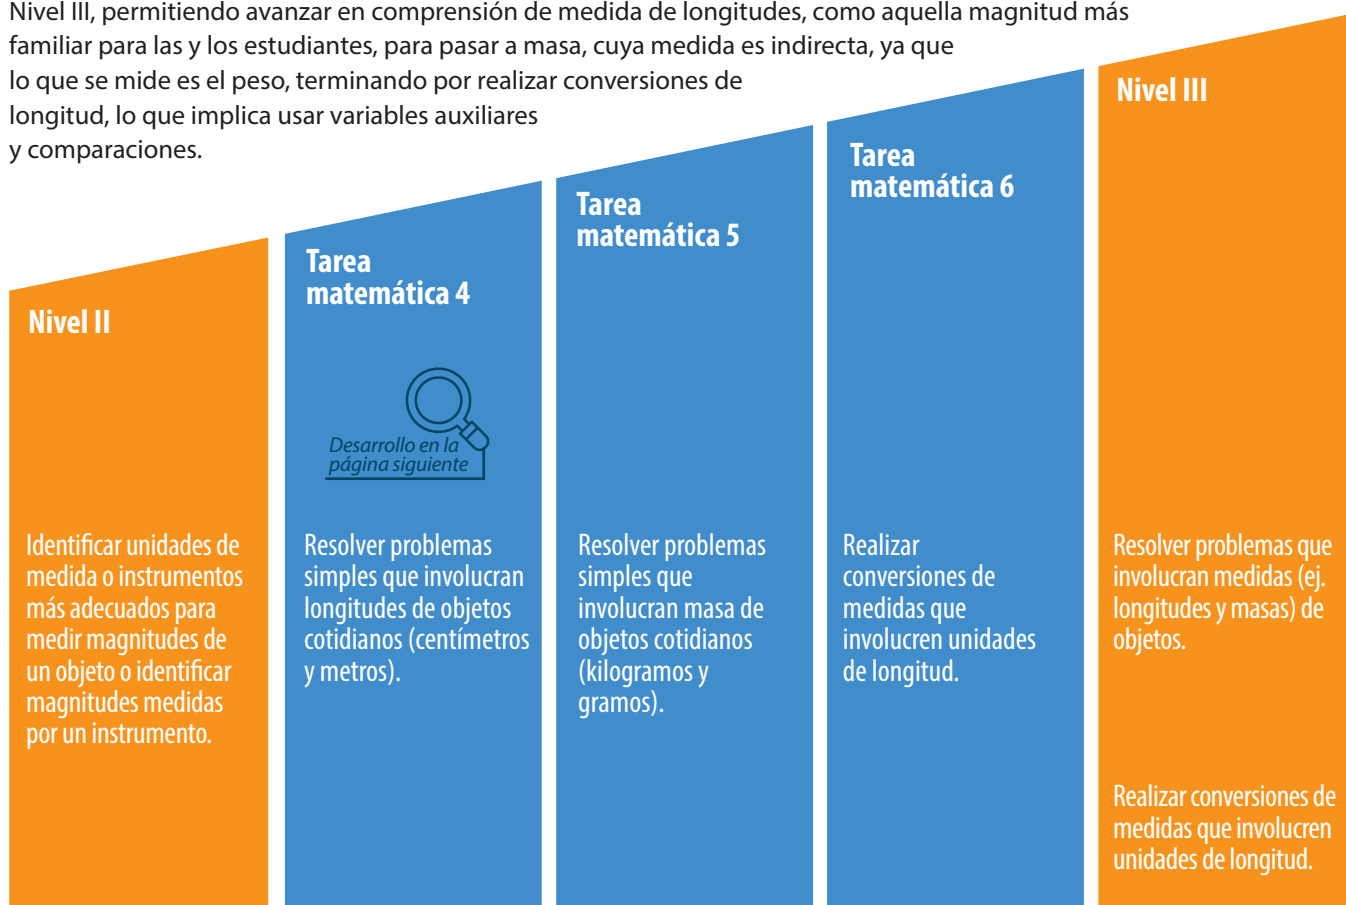 Nivel III, permitiendo avanzar en comprensión de medida de longitudes, como aquella magnitud más
familiar para las y los estudiantes, para pasar a masa, cuya medida es indirecta, ya que
lo que se mide es el peso, terminando por realizar conversiones de
longitud, lo que implica usar variables auxiliares
y comparaciones.
Nivel II
Identificar unidades de
medida o instrumentos
más adecuados para
medir magnitudes de
un objeto o identificar
magnitudes medidas
por un instrumento.
Tarea
matemática 4
Desarrollo en la
página siguiente
Resolver problemas
simples que involucran
longitudes de objetos
cotidianos (centímetros
y metros).
Tarea
matemática 5
Resolver problemas
simples que
involucran masa de
objetos cotidianos
(kilogramos y
gramos).
Tarea
matemática 6
Realizar
conversiones de
medidas que
involucren unidades
de longitud.
Nivel III
Resolver problemas que
involucran medidas (ej.
longitudes y masas) de
objetos.
Realizar conversiones de
medidas que involucren
unidades de longitud.